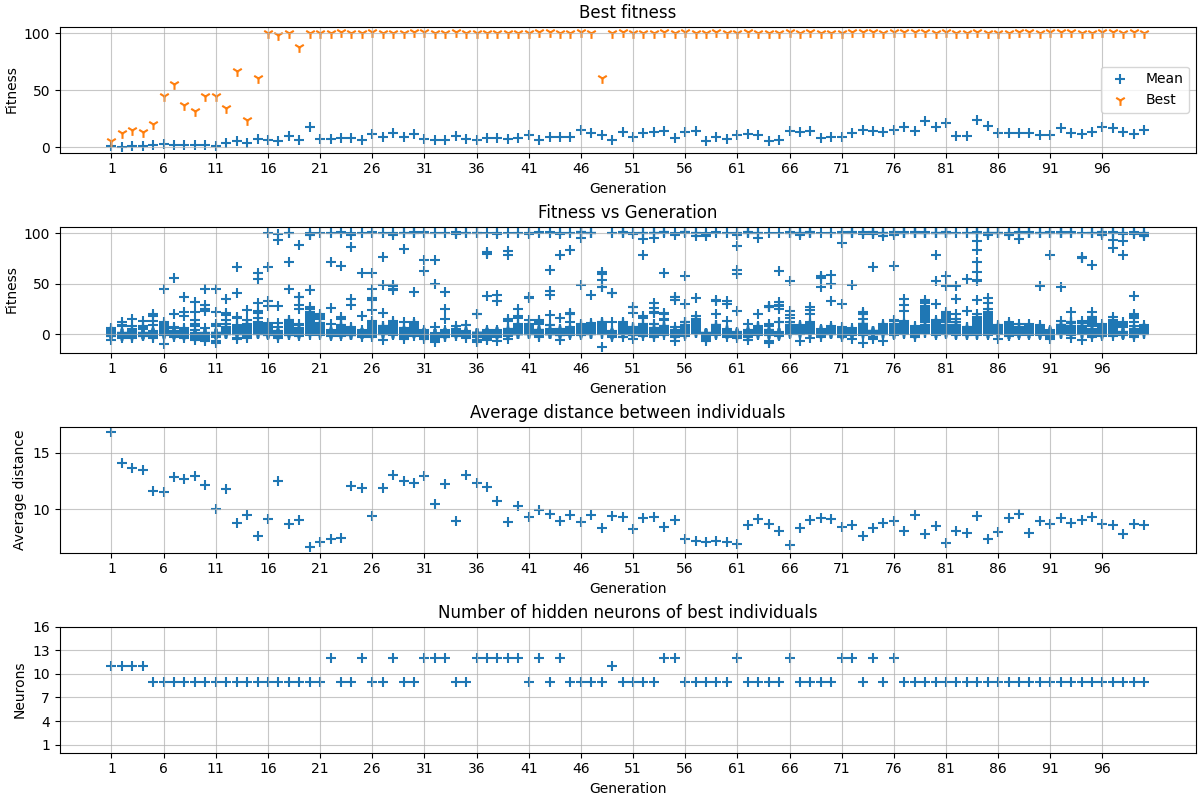 Best fitness
100
50
0
Fitness
Mean
Best
1 6 11 16 21 26 31 36 41 46 51 56 61 66 71 76 81 86 91 96
Generation
Fitness vs Generation
100
50
0
Fitness
1 6 11 16 21 26 31 36 41 46 51 56 61 66 71 76 81 86 91 96
Generation
Average distance between individuals
15
10
Average distance
1 6 11 16 21 26 31 36 41 46 51 56 61 66 71 76 81 86 91 96
Generation
Number of hidden neurons of best individuals
16
13
10
7
4
1
Neurons
1 6 11 16 21 26 31 36 41 46 51 56 61 66 71 76 81 86 91 96
Generation